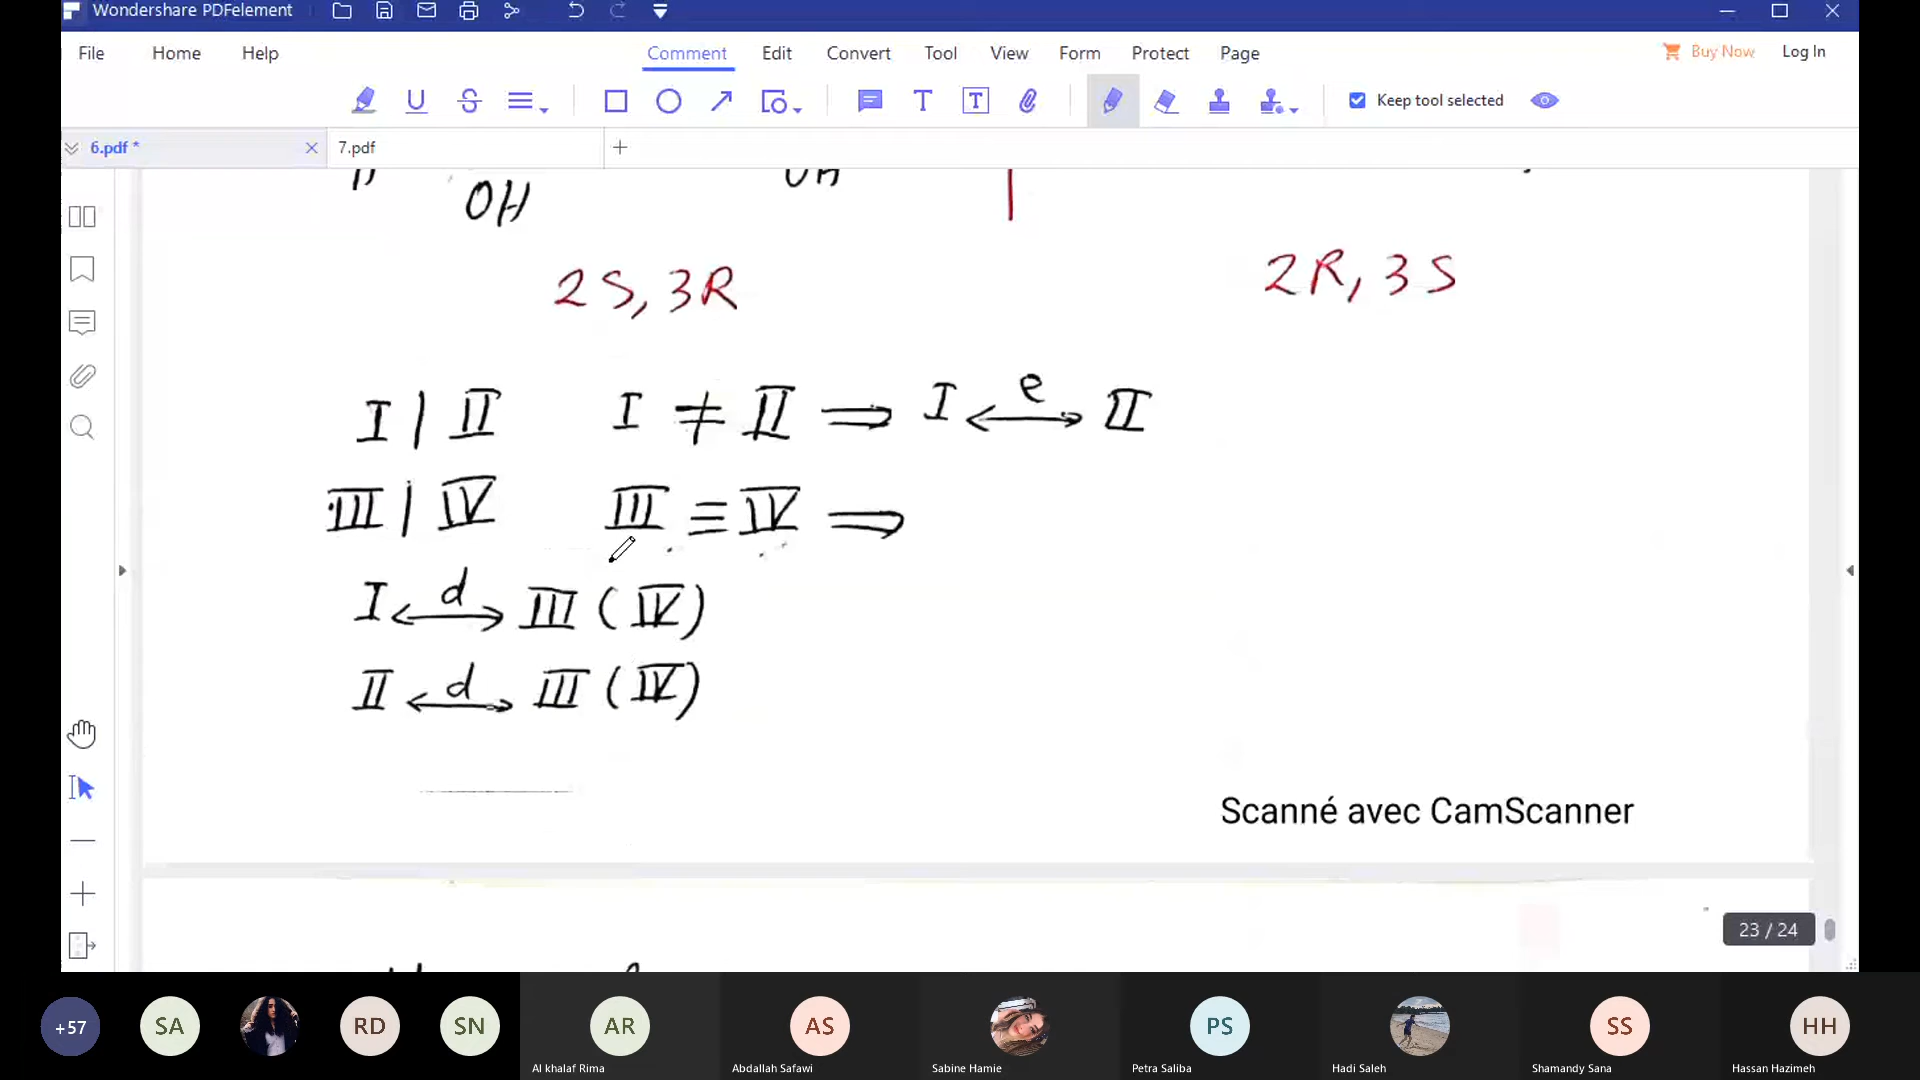 Wondershare PDFelement
File Home Help Comment Edit Convert Tool View Form Protect Page Buy Now Log In
Keep tool selected
6.pdf * 7.pdf
OH OH
2S, 3R 2R, 3S
I | II I ≠ II ⟹ I ⟷ e II
III | IV III ≡ IV ⟹
I ⟷ d III (IV)
II ⟷ d III (IV)
Scanné avec CamScanner
23 / 24
+57 SA RD SN AR AS PS SS HH
Al khalaf Rima Abdallah Safawi Sabine Hamie Petra Saliba Hadi Saleh Shamandy Sana Hassan Hazimeh